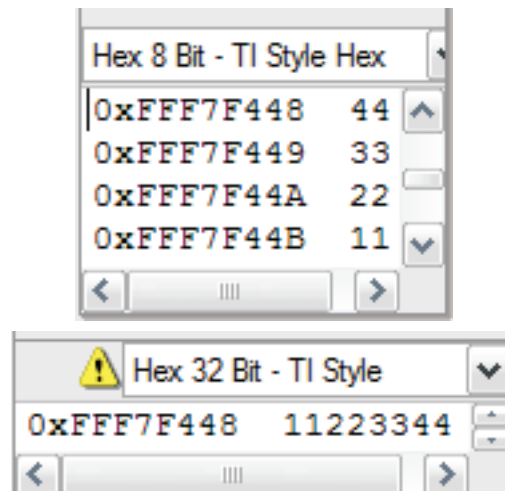 Hex 8 Bit - TI Style Hex
0xFFF7F448 44
0xFFF7F449 33
0xFFF7F44A 22
0xFFF7F44B 11
Hex 32 Bit - TI Style
0xFFF7F448 11223344